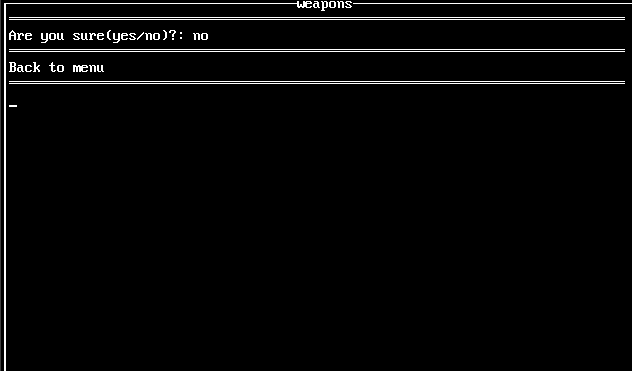 Weapons
Are you sure(yes/no)?: no
Back to menu